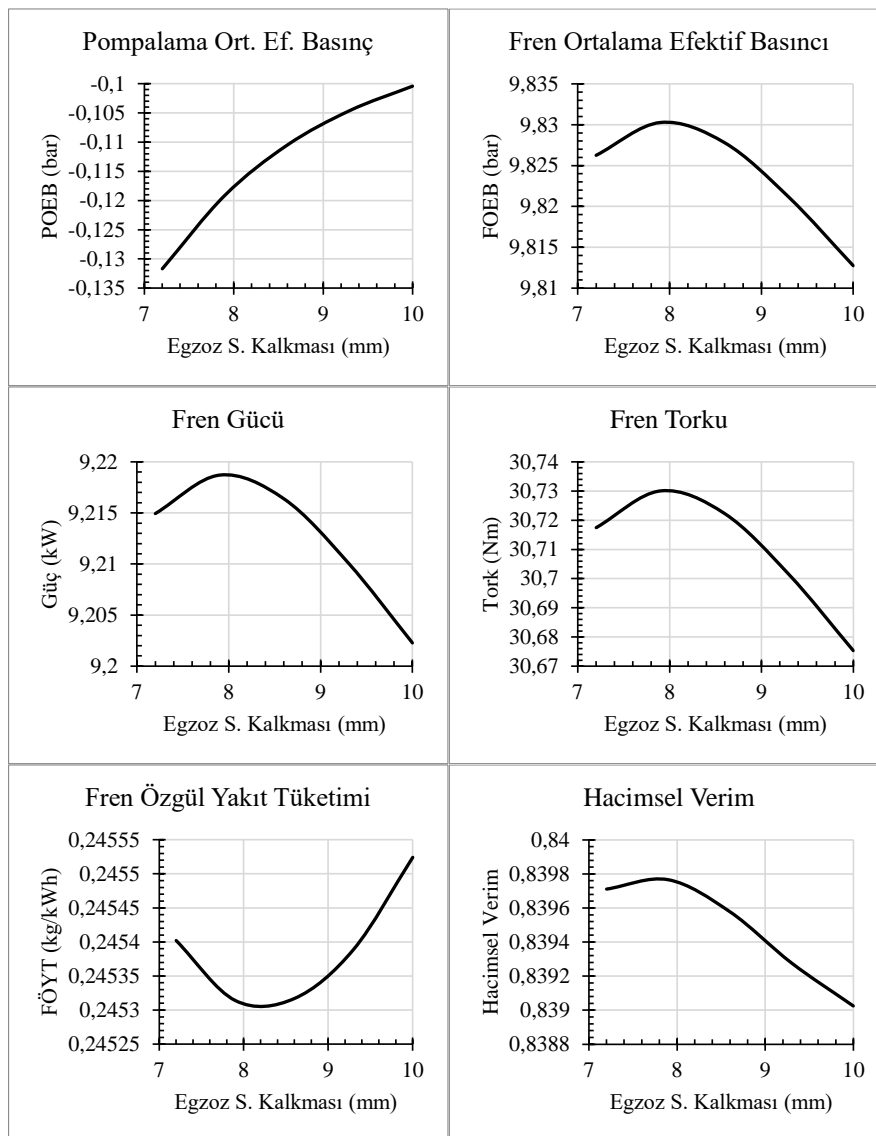 Pompalama Ort. Ef. Basınç
POEB (bar)
-0,1
-0,105
-0,11
-0,115
-0,12
-0,125
-0,13
-0,135
7 8 9 10
Egzoz S. Kalkması (mm)
Fren Ortalama Efektif Basıncı
FOEB (bar)
9,835
9,83
9,825
9,82
9,815
9,81
7 8 9 10
Egzoz S. Kalkması (mm)
Fren Gücü
Güç (kW)
9,22
9,215
9,21
9,205
9,2
7 8 9 10
Egzoz S. Kalkması (mm)
Fren Torku
Tork (Nm)
30,74
30,73
30,72
30,71
30,7
30,69
30,68
30,67
7 8 9 10
Egzoz S. Kalkması (mm)
Fren Özgül Yakıt Tüketimi
FÖYT (kg/kWh)
0,24555
0,2455
0,24545
0,2454
0,24535
0,2453
0,24525
7 8 9 10
Egzoz S. Kalkması (mm)
Hacimsel Verim
Hacimsel Verim
0,84
0,8398
0,8396
0,8394
0,8392
0,839
0,8388
7 8 9 10
Egzoz S. Kalkması (mm)